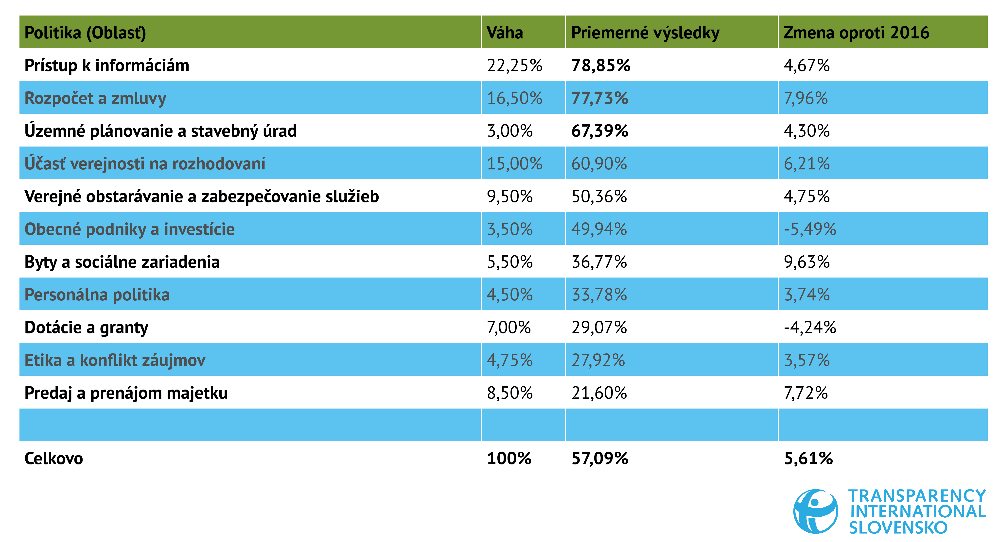 Politika (Oblasť) Váha Priemerné výsledky Zmena oproti 2016
Prístup k informáciám 22,25% 78,85% 4,67%
Rozpočet a zmluvy 16,50% 77,73% 7,96%
Územné plánovanie a stavebný úrad 3,00% 67,39% 4,30%
Účasť verejnosti na rozhodovaní 15,00% 60,90% 6,21%
Verejné obstarávanie a zabezpečovanie služieb 9,50% 50,36% 4,75%
Obecné podniky a investície 3,50% 49,94% -5,49%
Byty a sociálne zariadenia 5,50% 36,77% 9,63%
Personálna politika 4,50% 33,78% 3,74%
Dotácie a granty 7,00% 29,07% -4,24%
Etika a konflikt záujmov 4,75% 27,92% 3,57%
Predaj a prenájom majetku 8,50% 21,60% 7,72%
Celkovo 100% 57,09% 5,61%
TRANSPARENCY
INTERNATIONAL
SLOVENSKO